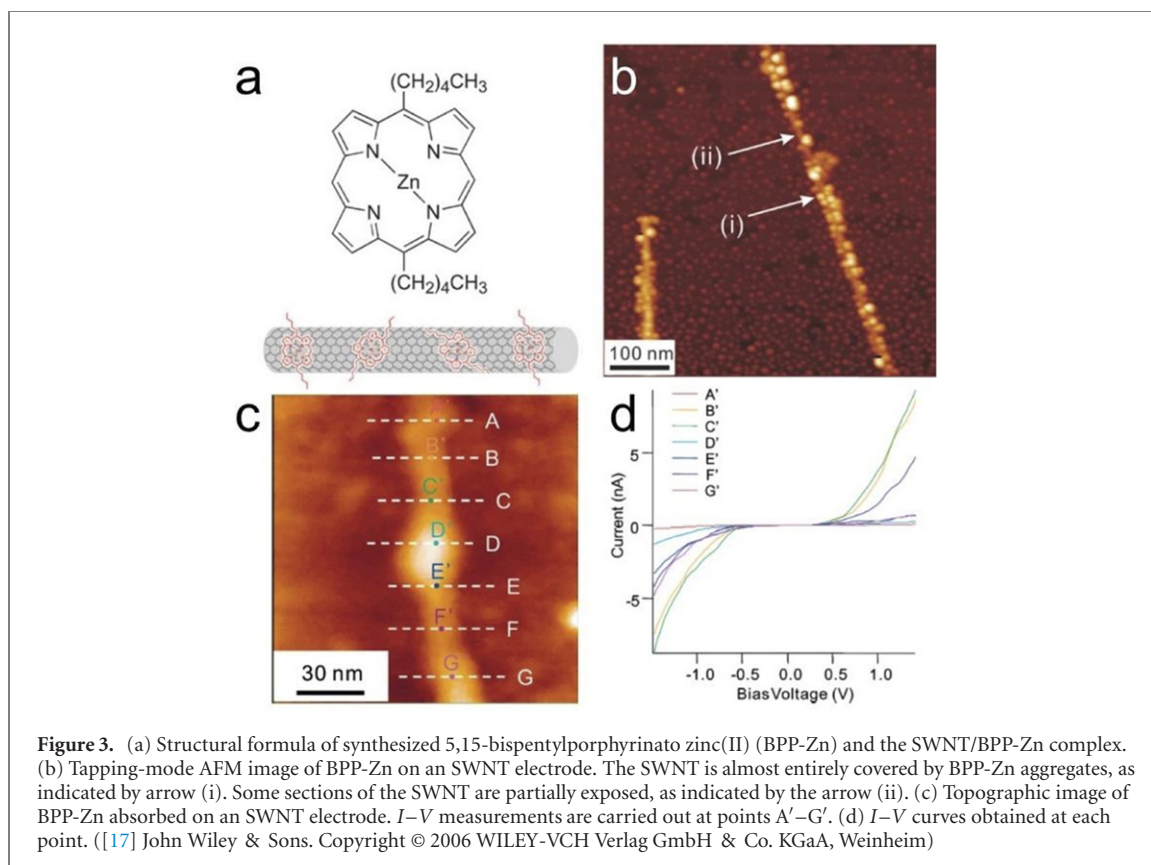 a
(CH2)4CH3
N
N
Zn
N
N
(CH2)4CH3
b
(ii)
(i)
100 nm
c
A
B'
B
C'
C
D'
D
E'
E
F'
F
G
G
30 nm
d
A'
B'
C'
D'
E'
F'
G'
Current (nA)
5
0
-5
-1.0 -0.5 0.0 0.5 1.0
Bias Voltage (V)
Figure 3. (a) Structural formula of synthesized 5,15-bispentylporphyrinato zinc(II) (BPP-Zn) and the SWNT/BPP-Zn complex.
(b) Tapping-mode AFM image of BPP-Zn on an SWNT electrode. The SWNT is almost entirely covered by BPP-Zn aggregates, as
indicated by arrow (i). Some sections of the SWNT are partially exposed, as indicated by the arrow (ii). (c) Topographic image of
BPP-Zn absorbed on an SWNT electrode. I–V measurements are carried out at points A′–G′. (d) I–V curves obtained at each
point. ([17] John Wiley & Sons. Copyright © 2006 WILEY-VCH Verlag GmbH & Co. KGaA, Weinheim)